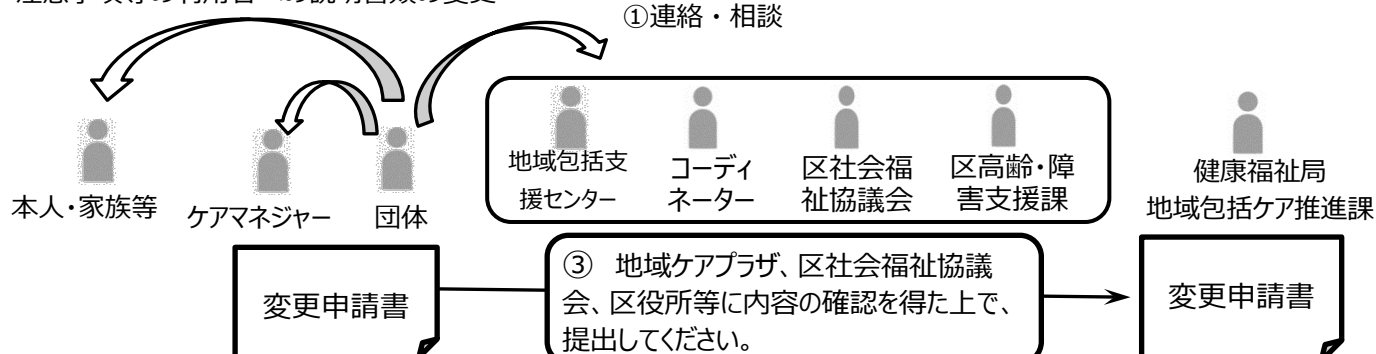 ①連絡・相談
地域包括支
援センター
コーディ
ネーター
区社会福
祉協議会
区高齢・障
害支援課
健康福祉局
地域包括ケア推進課
本人・家族等
ケアマネジャー
団体
変更申請書
③ 地域ケアプラザ、区社会福祉協議
会、区役所等に内容の確認を得た上で、
提出してください。
変更申請書